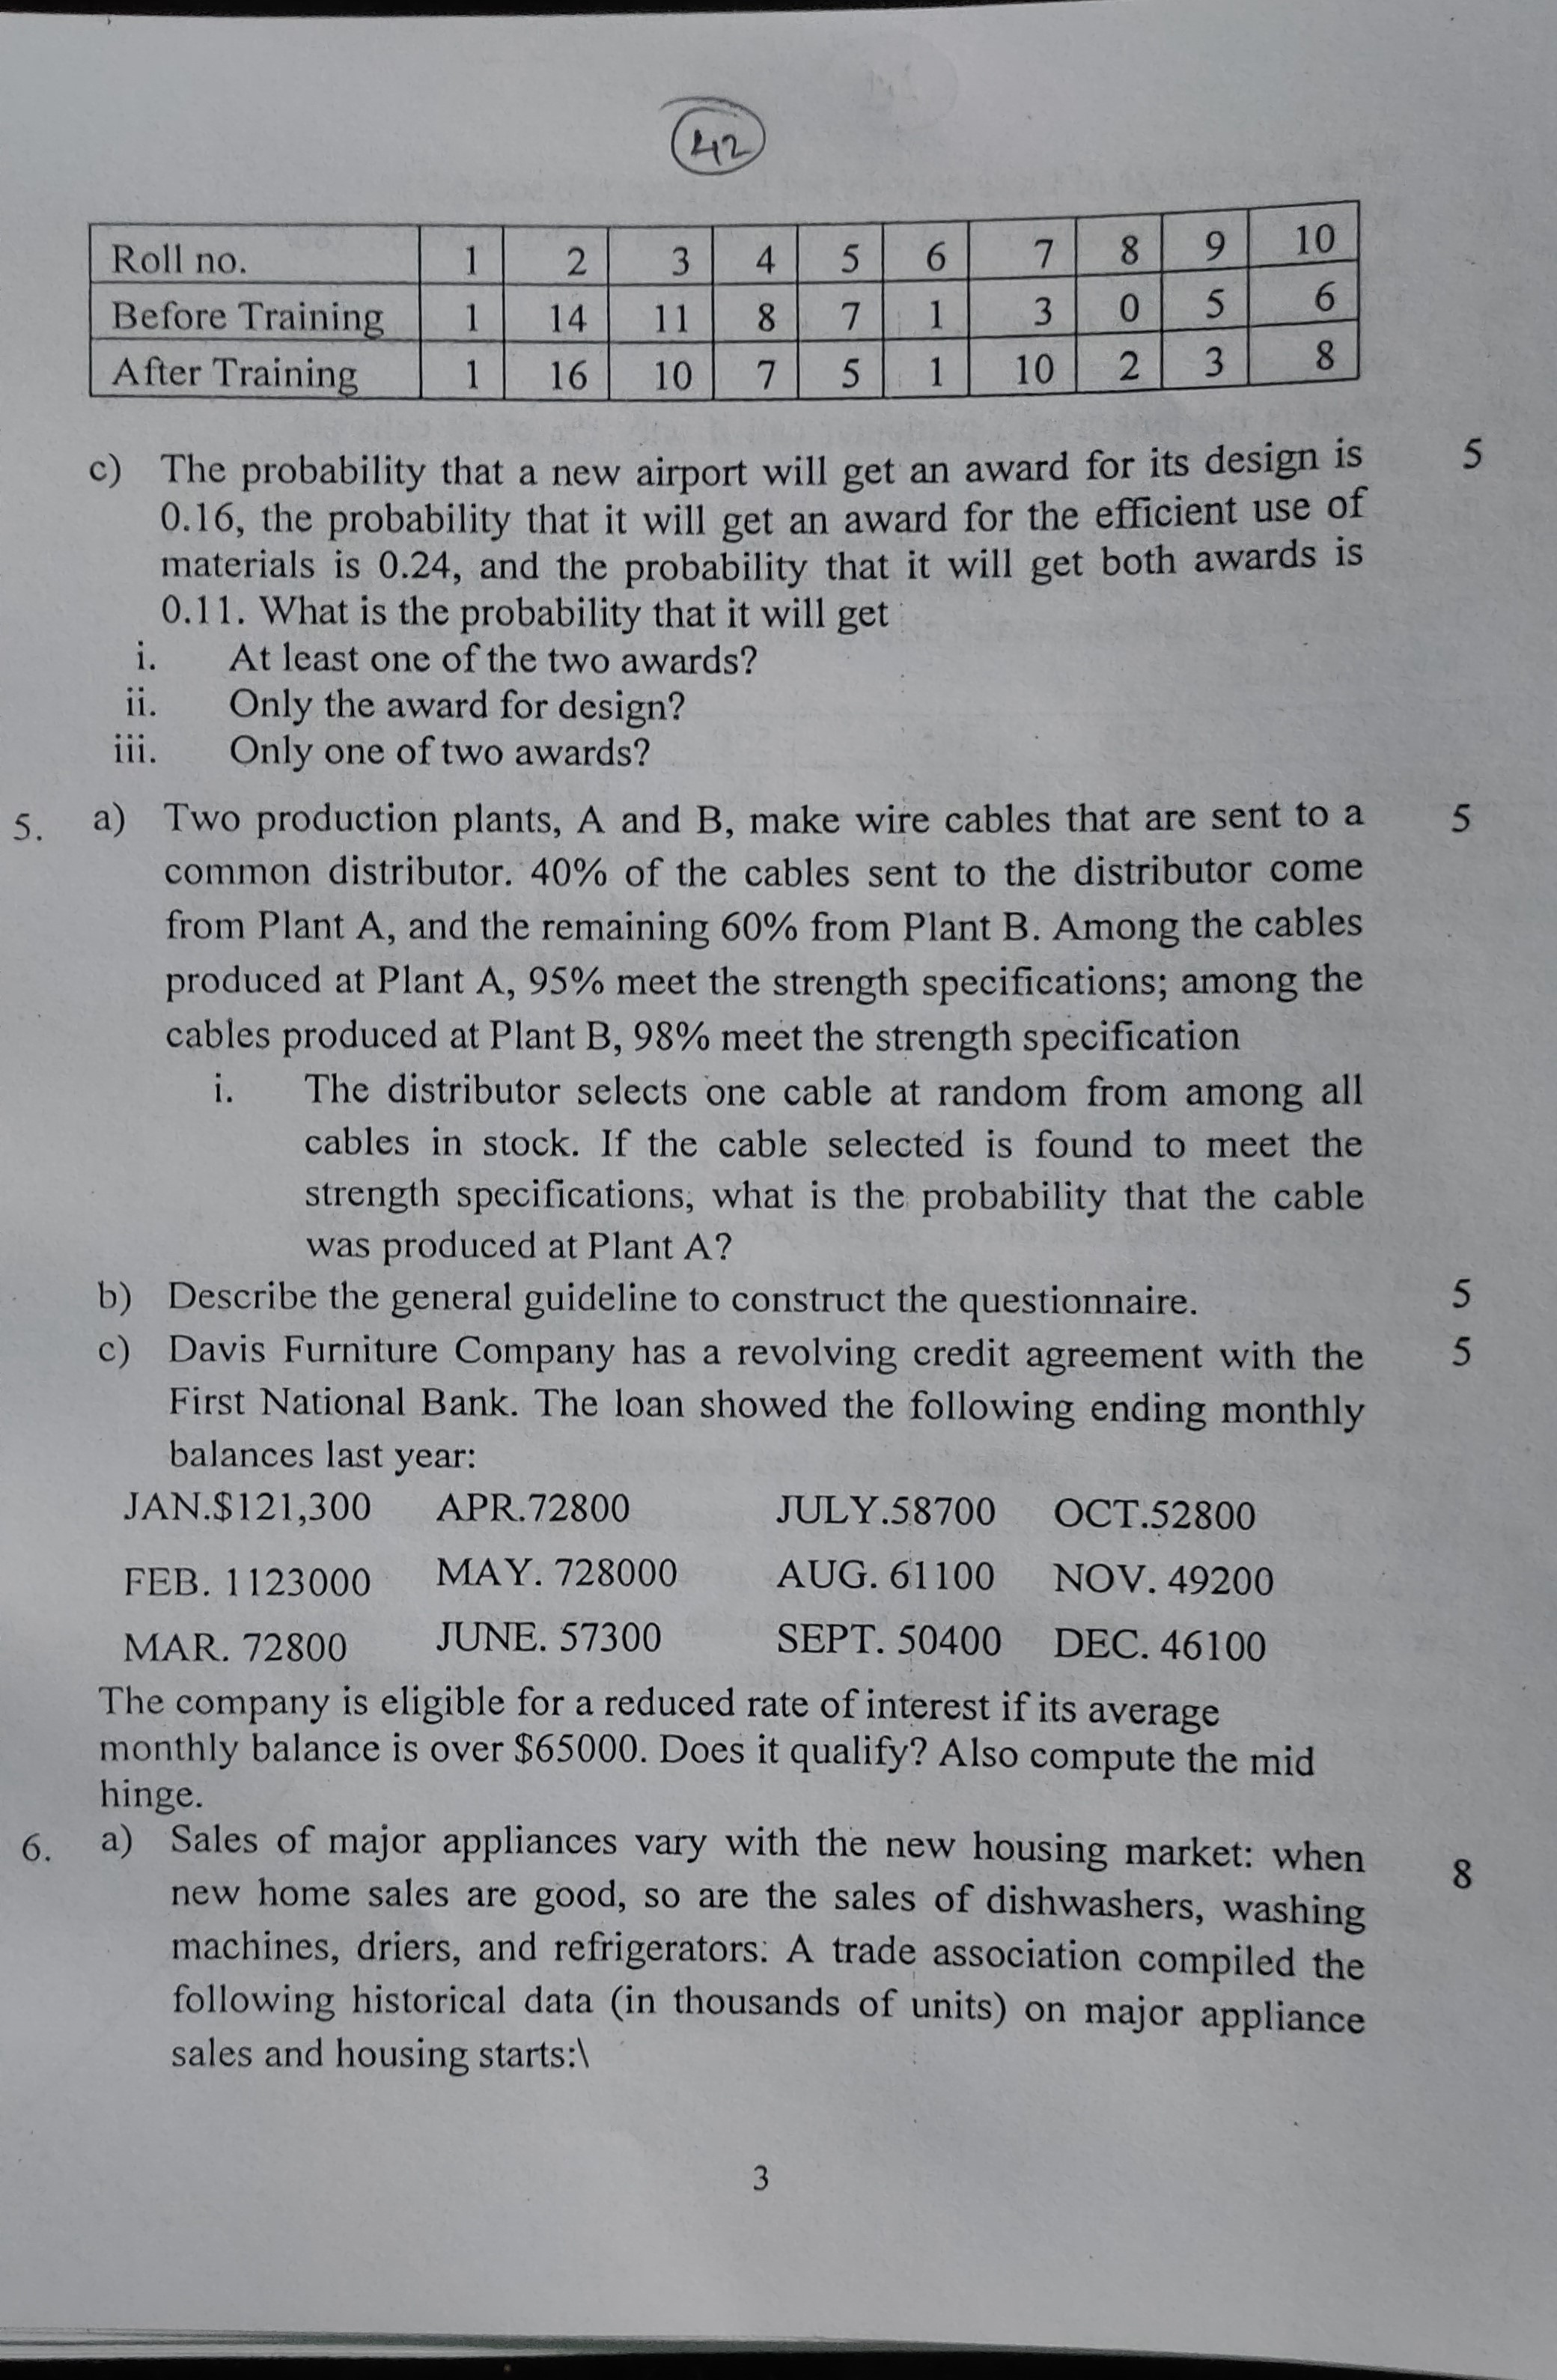 42
Roll no. 1 2 3 4 5 6 7 8 9 10
Before Training 1 14 11 8 7 1 3 0 5 6
After Training 1 16 10 7 5 1 10 2 3 8
c) The probability that a new airport will get an award for its design is 5
0.16, the probability that it will get an award for the efficient use of
materials is 0.24, and the probability that it will get both awards is
0.11. What is the probability that it will get
i. At least one of the two awards?
ii. Only the award for design?
iii. Only one of two awards?
5. a) Two production plants, A and B, make wire cables that are sent to a 5
common distributor. 40% of the cables sent to the distributor come
from Plant A, and the remaining 60% from Plant B. Among the cables
produced at Plant A, 95% meet the strength specifications; among the
cables produced at Plant B, 98% meet the strength specification
i. The distributor selects one cable at random from among all
cables in stock. If the cable selected is found to meet the
strength specifications, what is the probability that the cable
was produced at Plant A?
b) Describe the general guideline to construct the questionnaire. 5
c) Davis Furniture Company has a revolving credit agreement with the 5
First National Bank. The loan showed the following ending monthly
balances last year:
JAN.$121,300 APR.72800 JULY.58700 OCT.52800
FEB. 1123000 MAY. 728000 AUG. 61100 NOV. 49200
MAR. 72800 JUNE. 57300 SEPT. 50400 DEC. 46100
The company is eligible for a reduced rate of interest if its average
monthly balance is over $65000. Does it qualify? Also compute the mid
hinge.
6. a) Sales of major appliances vary with the new housing market: when 8
new home sales are good, so are the sales of dishwashers, washing
machines, driers, and refrigerators. A trade association compiled the
following historical data (in thousands of units) on major appliance
sales and housing starts:\
3